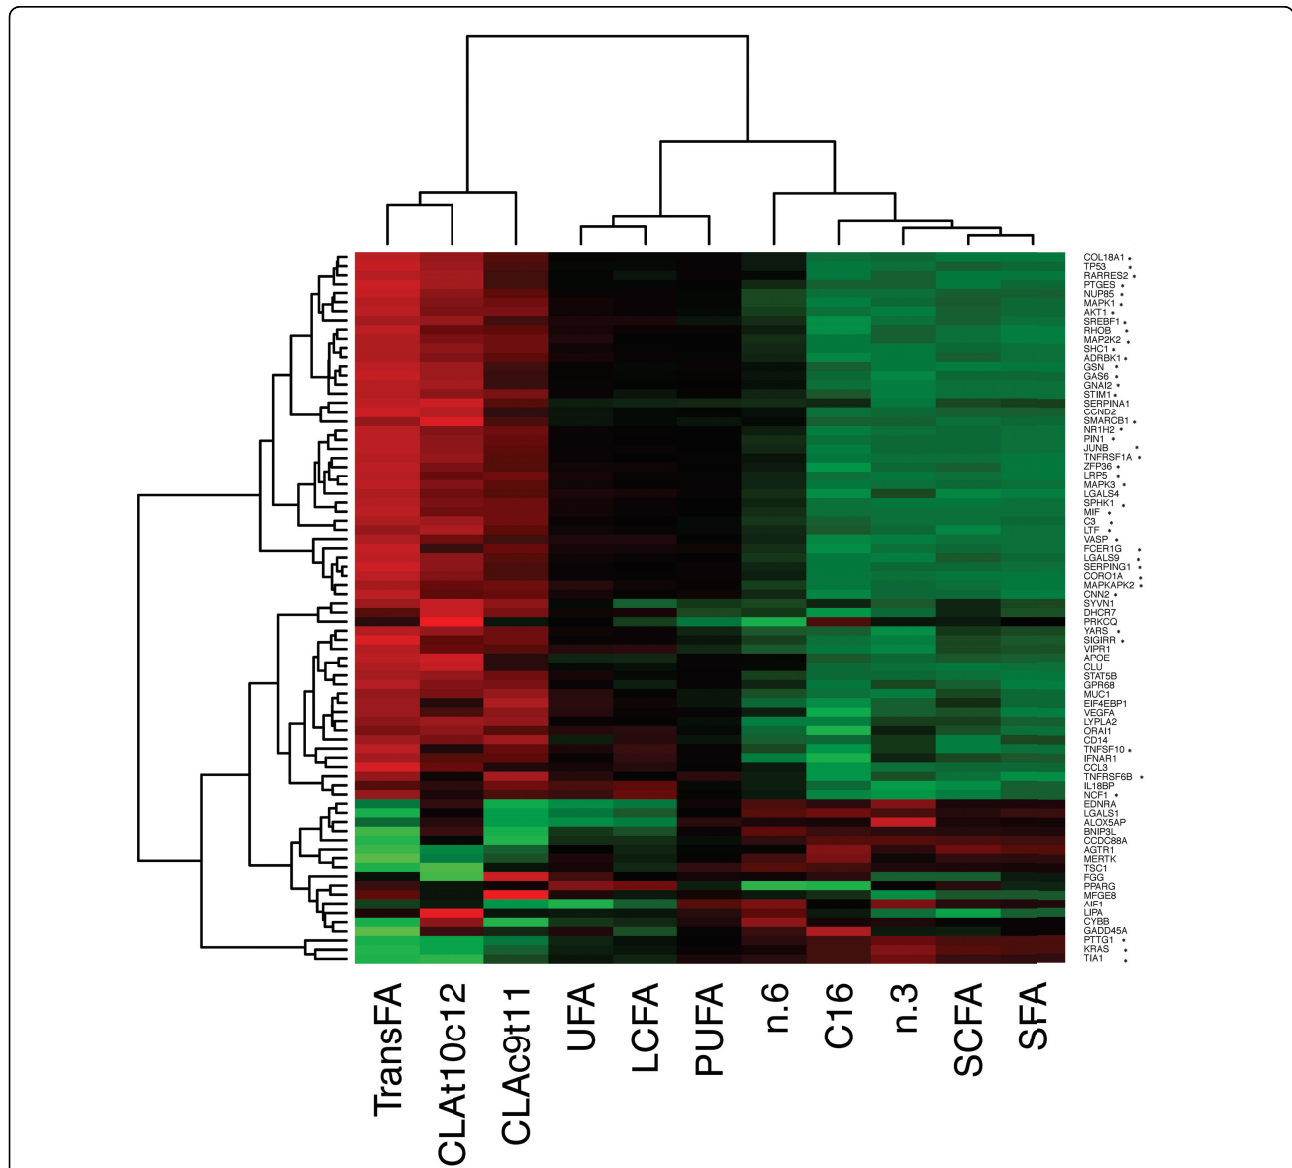 COL18A1 *
TP53 *
RARRES2 *
PTGES *
NUP85 *
MAPK1 *
AKT1 *
SREBF1 *
RHOB *
MAP2K2 *
SHC1 *
ADRBK1 *
GSN *
GAS6 *
GNAI2 *
STIM1 *
SERPINA1
CCND2
SMARCB1 *
NR1H2 *
PIN1 *
JUNB *
TNFRSF1A *
ZFP36 *
LRP5 *
MAPK3 *
LGALS4
SPHK1 *
MIF *
C3 *
LTF *
VASP *
FCER1G *
LGALS9 *
SERPING1 *
CORO1A *
MAPKAPK2 *
CNN2 *
SYVN1
DHCR7
PRKCQ
YARS *
SIGIRR *
VIPR1
APOE
CLU
STAT5B
GPR68
MUC1
EIF4EBP1
VEGFA
LYPLA2
ORAI1
CD14
TNFSF10 *
IFNAR1
CCL3
TNFRSF6B *
IL18BP
NCF1 *
EDNRA
LGALS1
ALOX5AP
BNIP3L
CCDC88A
AGTR1
MERTK
TSC1
FGG
PPARG
MFGE8
AIF1
LIPA
CYBB
GADD45A
PTTG1 *
KRAS *
TIA1 *
TransFA
CLAt10c12
CLAc9t11
UFA
LCFA
PUFA
n.6
C16
n.3
SCFA
SFA